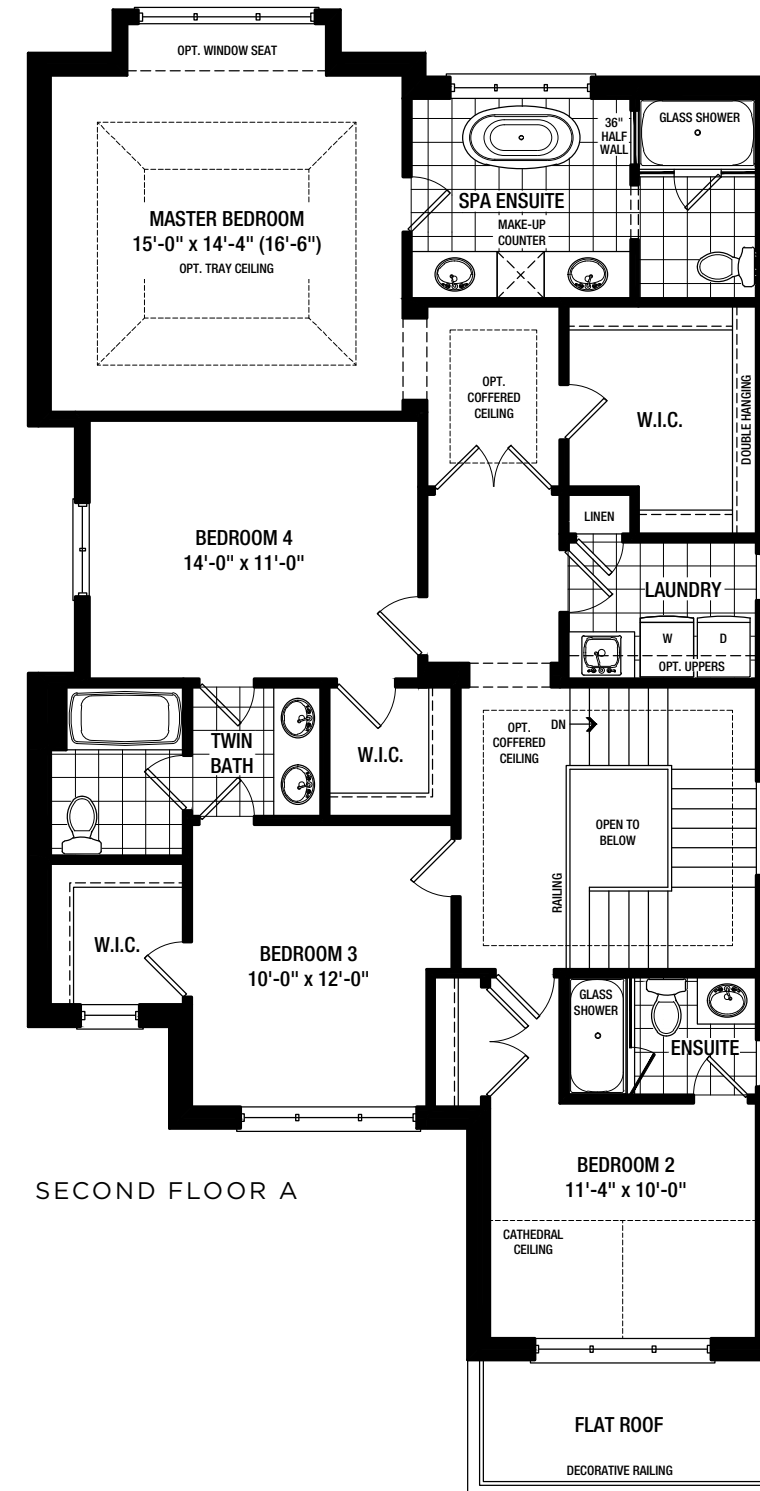 OPT. WINDOW SEAT
GLASS SHOWER
36"
HALF
WALL
SPA ENSUITE
MAKE-UP
COUNTER
MASTER BEDROOM
15'-0" x 14'-4" (16'-6")
OPT. TRAY CEILING
OPT.
COFFERED
CEILING
W.I.C.
DOUBLE HANGING
LINEN
BEDROOM 4
14'-0" x 11'-0"
LAUNDRY
W
D
OPT. UPPERS
TWIN
BATH
W.I.C.
OPT.
COFFERED
CEILING
DN
OPEN TO
BELOW
RAILING
W.I.C.
BEDROOM 3
10'-0" x 12'-0"
GLASS
SHOWER
ENSUITE
BEDROOM 2
11'-4" x 10'-0"
SECOND FLOOR A
CATHEDRAL
CEILING
FLAT ROOF
DECORATIVE RAILING